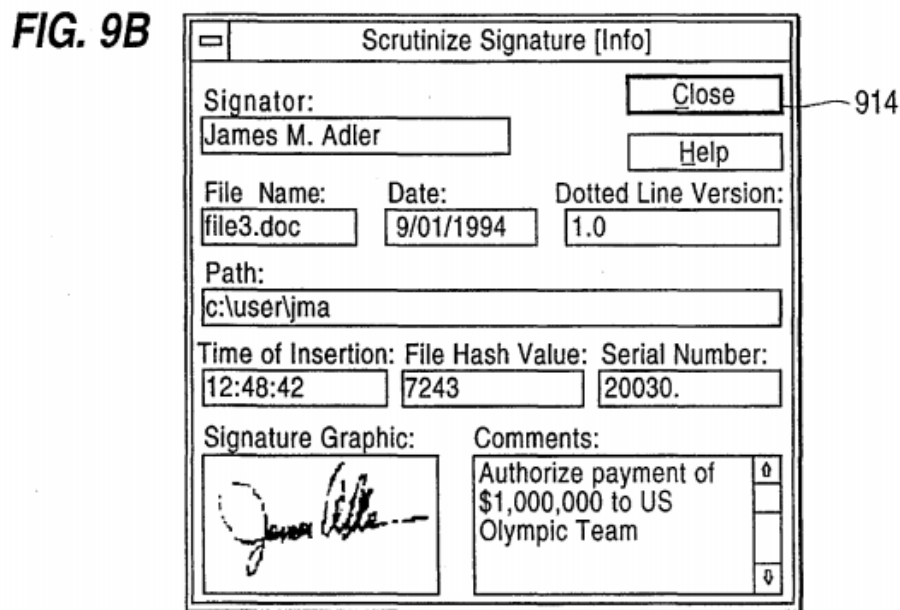 FIG. 9B
Scrutinize Signature [Info]
Signator:
Close
914
James M. Adler
Help
File Name: Date: Dotted Line Version:
file3.doc 9/01/1994 1.0
Path:
c:\user\jma
Time of Insertion: File Hash Value: Serial Number:
12:48:42 7243 20030.
Signature Graphic: Comments:
Authorize payment of
$1,000,000 to US
Olympic Team